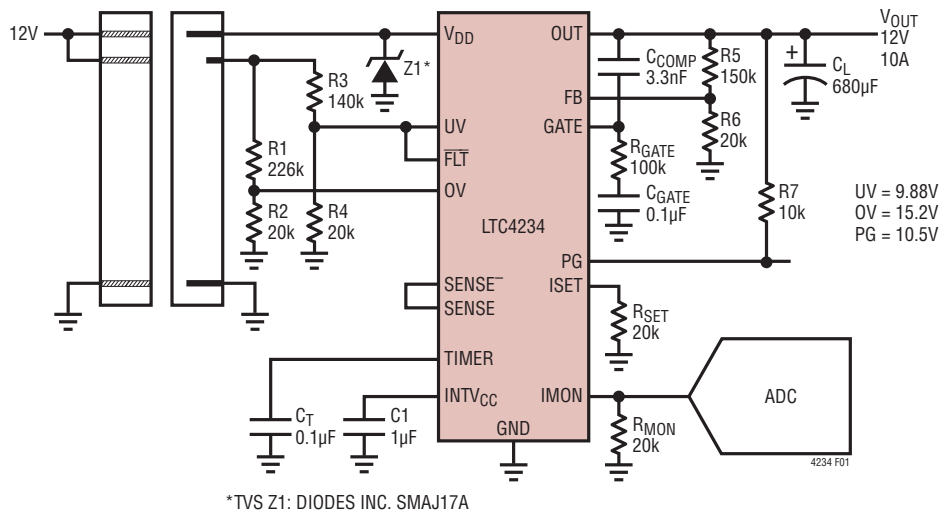 12V
VDD
OUT
VOUT
12V
10A
Z1*
CCOMP
3.3nF
R5
150k
+
CL
680µF
R3
140k
FB
UV
GATE
R6
20k
R1
226k
FLT
RGATE
100k
OV
R2
20k
R4
20k
LTC4234
CGATE
0.1µF
R7
10k
UV = 9.88V
OV = 15.2V
PG = 10.5V
PG
SENSE–
ISET
SENSE
RSET
20k
TIMER
INTVCC
IMON
ADC
CT
0.1µF
C1
1µF
GND
RMON
20k
4234 F01
*TVS Z1: DIODES INC. SMAJ17A